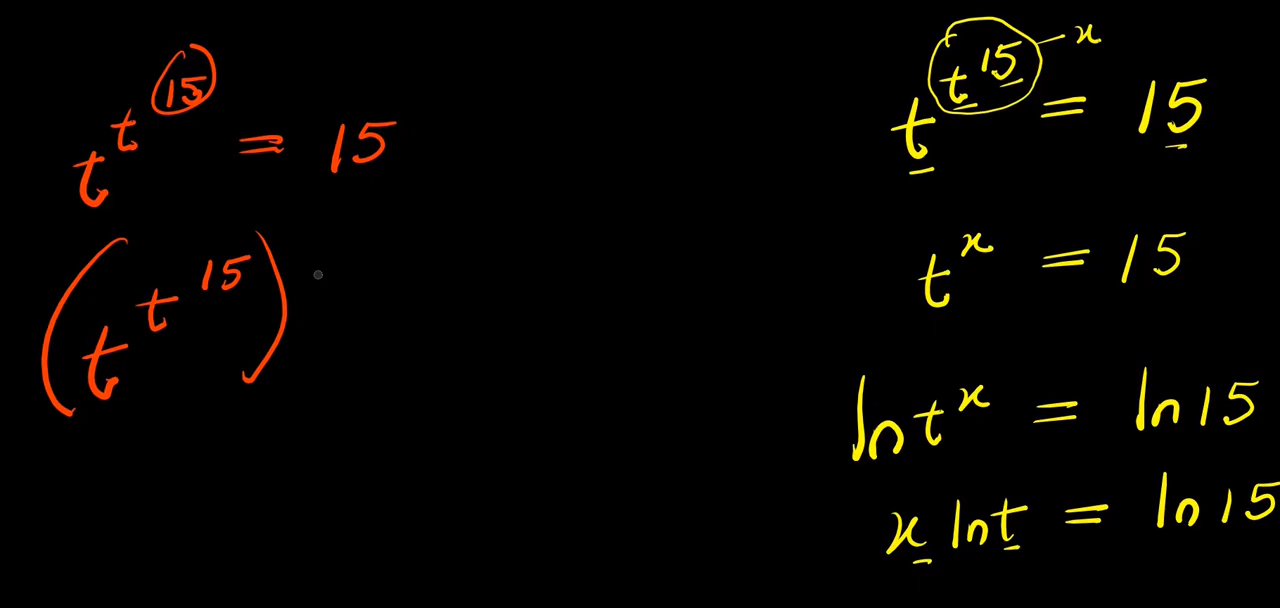 t^{t^{15}} = 15
(t^{t^{15}})
t^{t^{15}} = 15
x
t^x = 15
ln t^x = ln 15
x ln t = ln 15